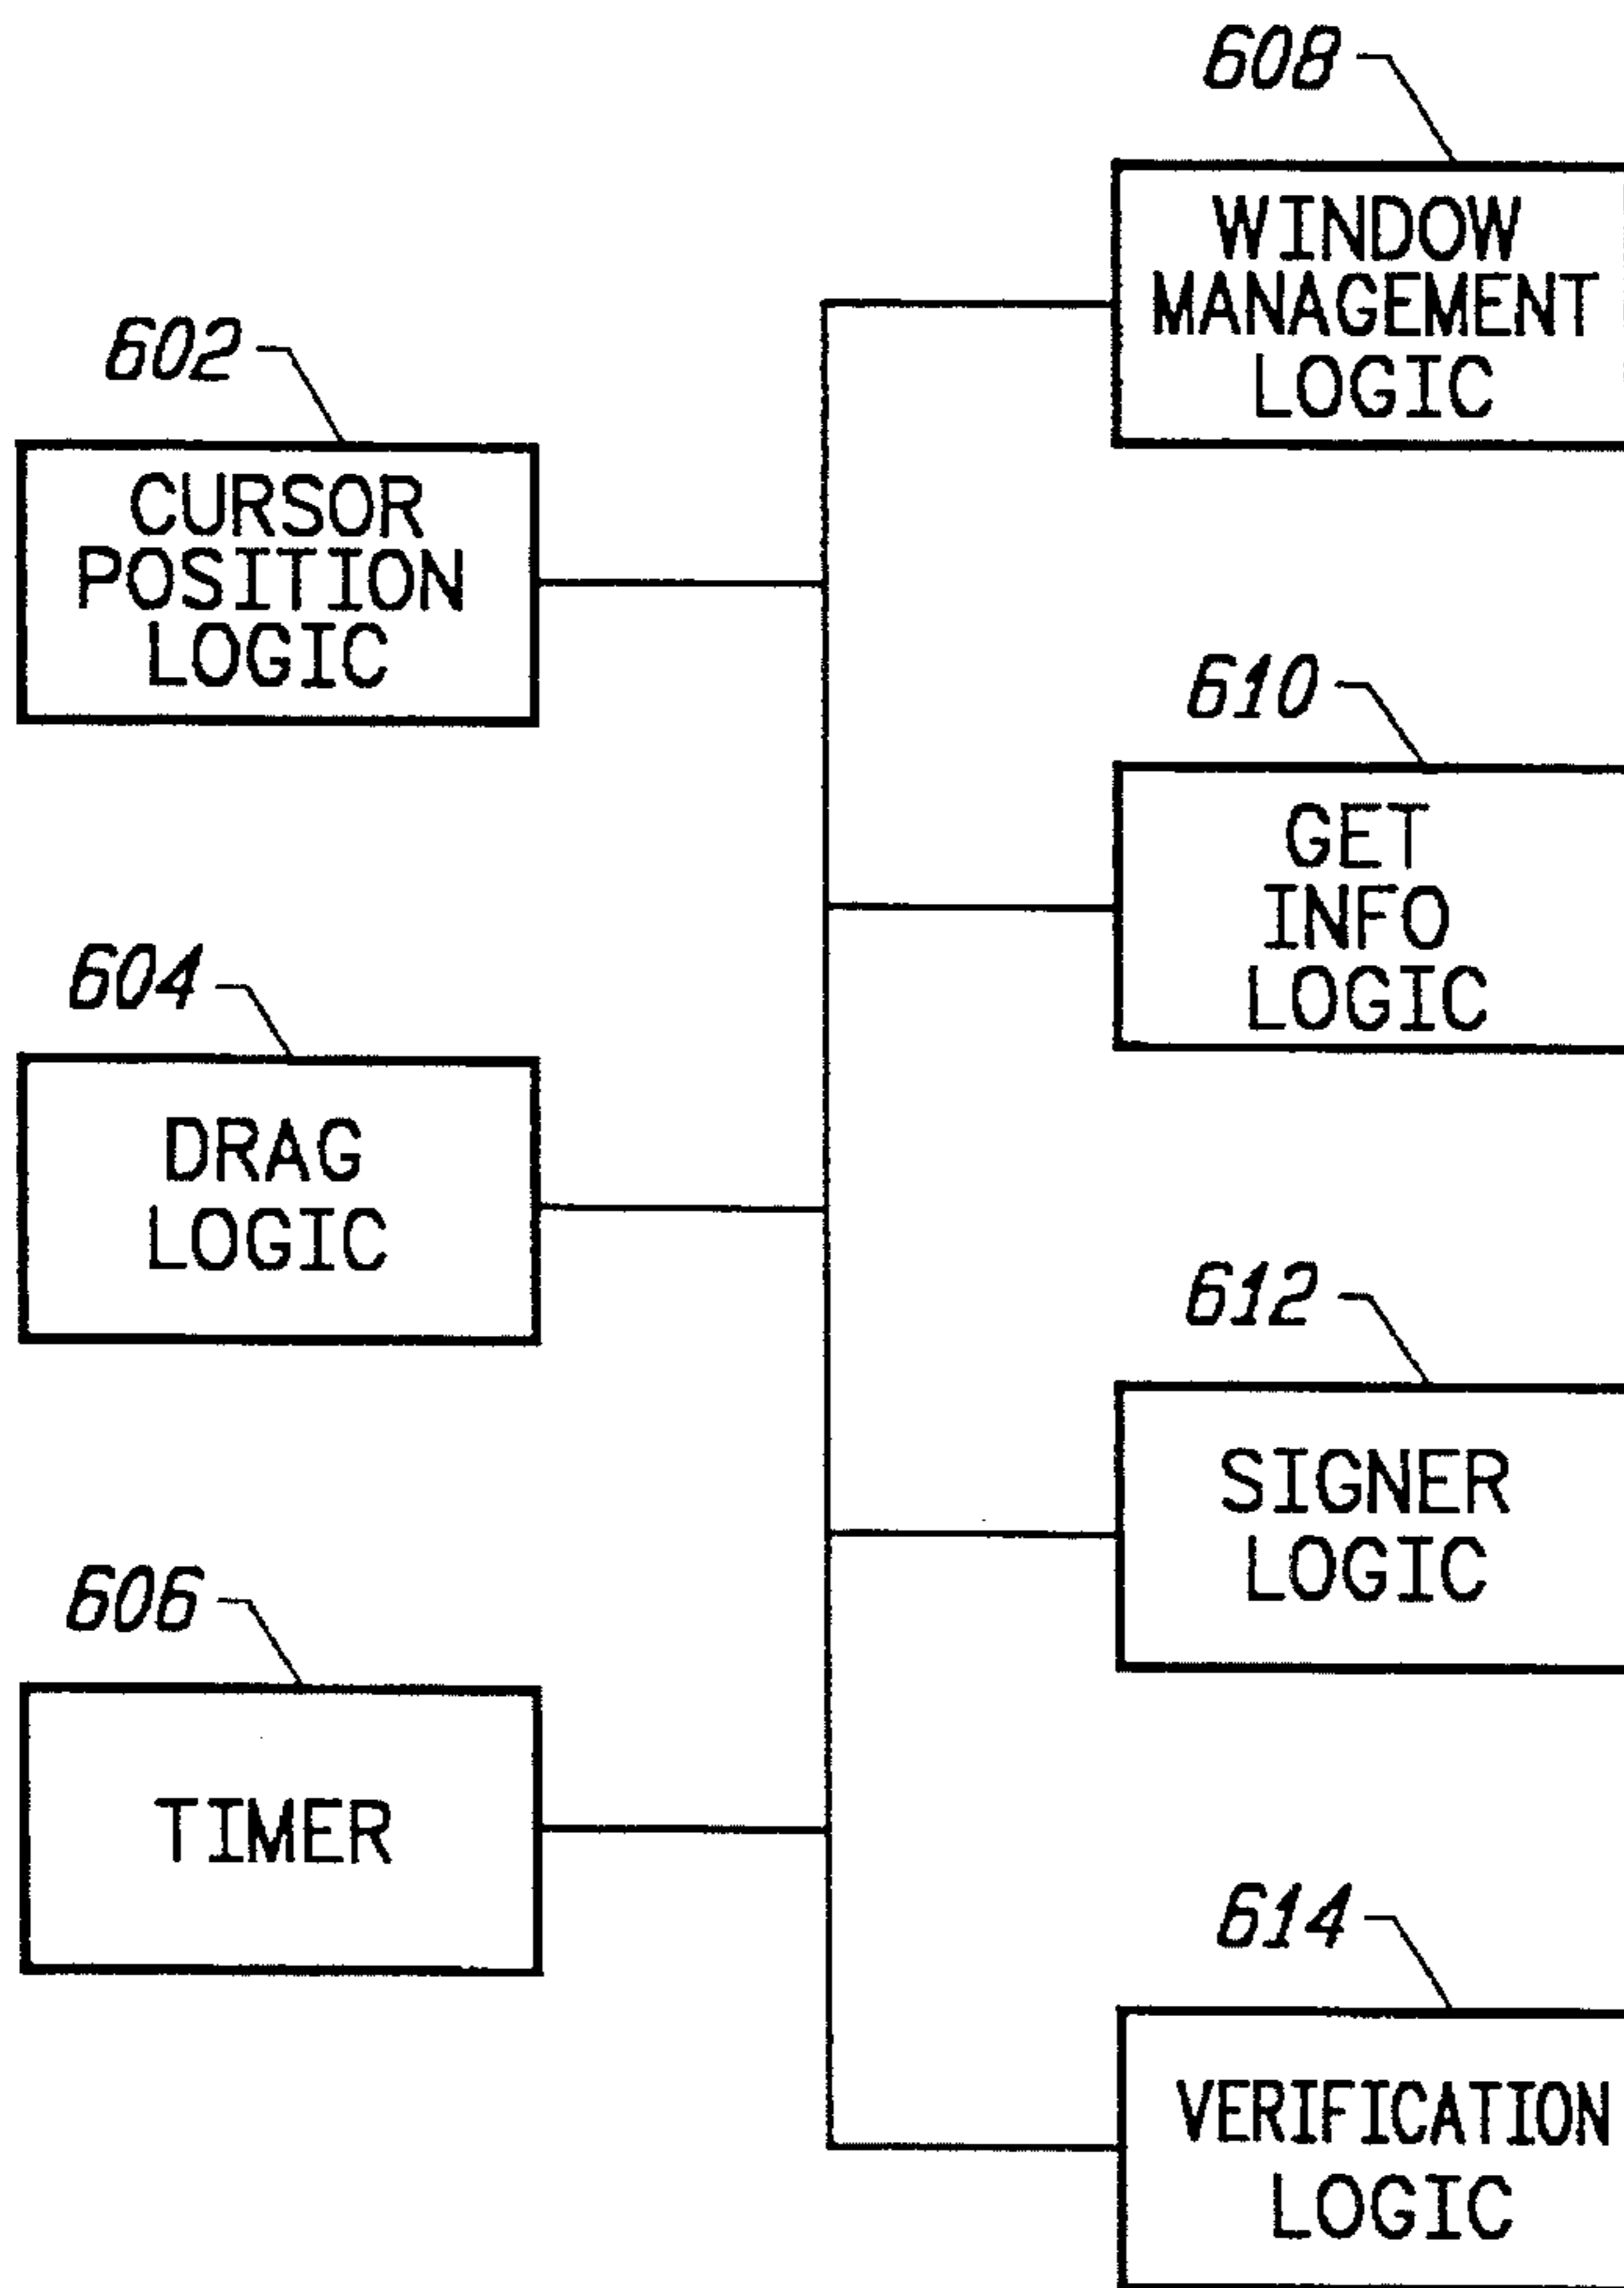 602
CURSOR
POSITION
LOGIC
604
DRAG
LOGIC
606
TIMER
608
WINDOW
MANAGEMENT
LOGIC
610
GET
INFO
LOGIC
612
SIGNER
LOGIC
614
VERIFICATION
LOGIC